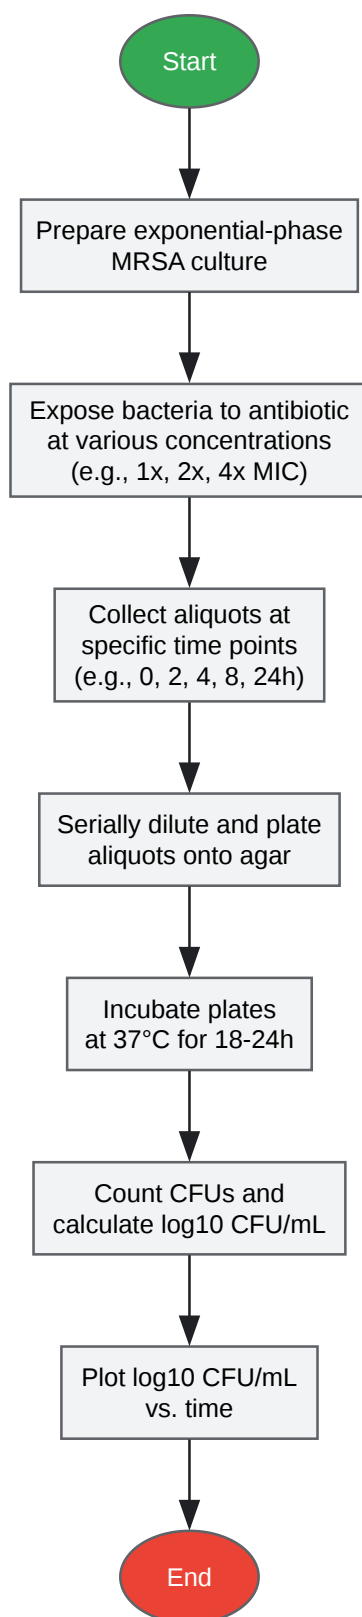 Start
Prepare exponential-phase
MRSA culture
Expose bacteria to antibiotic
at various concentrations
(e.g., 1x, 2x, 4x MIC)
Collect aliquots at
specific time points
(e.g., 0, 2, 4, 8, 24h)
Serially dilute and plate
aliquots onto agar
Incubate plates
at 37°C for 18-24h
Count CFUs and
calculate log10 CFU/mL
Plot log10 CFU/mL
vs. time
End